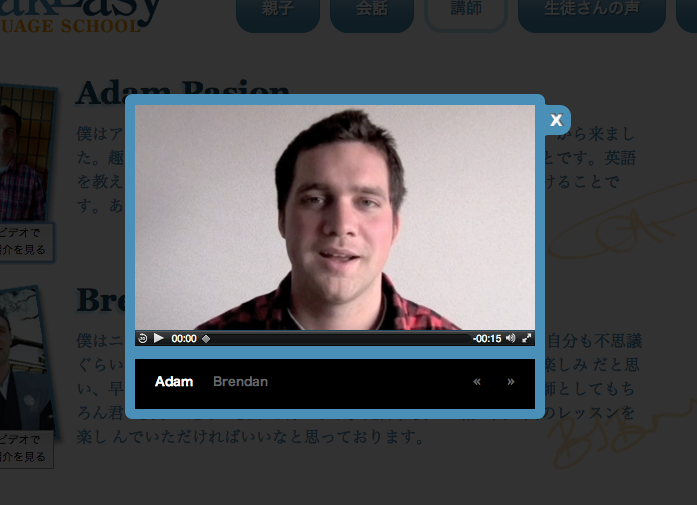 UAGE SCHOOL
親子
会話
講師
生徒さんの声
Adam Pasion
僕はア から来まし
た。趣 とです。英語
を教え けることで
す。あ
ビデオで
介を見る
X
00:00
-00:15
Adam
Brendan
«
»
Bre
僕はニ 自分も不思議
ぐらい 楽しみ だと思
い、早 師としてもち
ろん君 のレッスンを
楽し んでいただければいいなと思っております。
ビデオで
介を見る